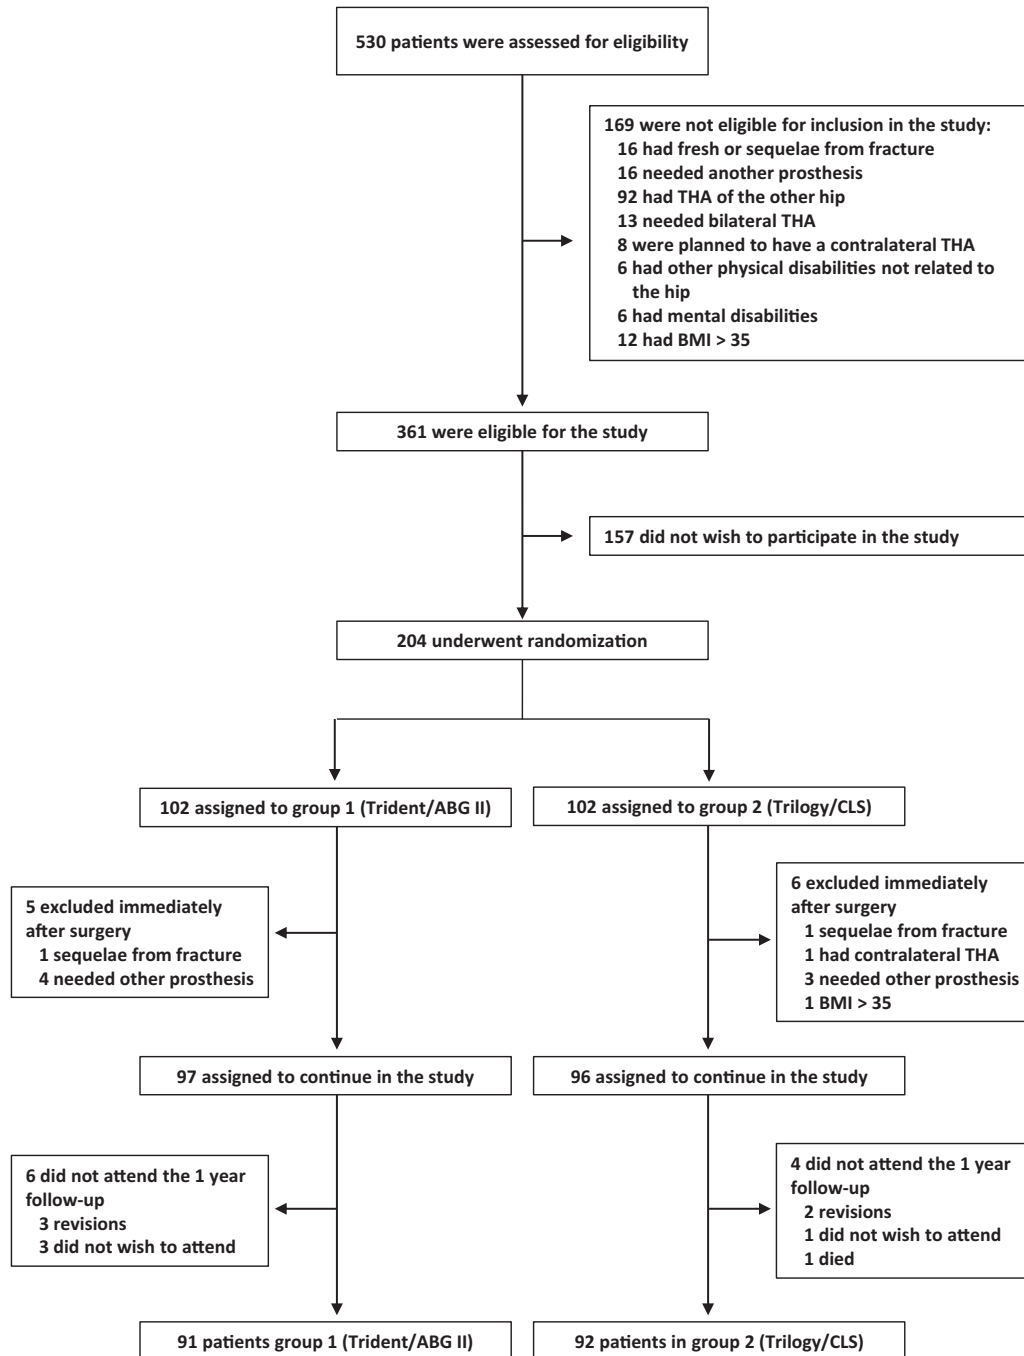 530 patients were assessed for eligibility
169 were not eligible for inclusion in the study:
16 had fresh or sequelae from fracture
16 needed another prosthesis
92 had THA of the other hip
13 needed bilateral THA
8 were planned to have a contralateral THA
6 had other physical disabilities not related to
the hip
6 had mental disabilities
12 had BMI > 35
361 were eligible for the study
157 did not wish to participate in the study
204 underwent randomization
102 assigned to group 1 (Trident/ABG II)
102 assigned to group 2 (Trilogy/CLS)
5 excluded immediately
after surgery
1 sequelae from fracture
4 needed other prosthesis
6 excluded immediately
after surgery
1 sequelae from fracture
1 had contralateral THA
3 needed other prosthesis
1 BMI > 35
97 assigned to continue in the study
96 assigned to continue in the study
6 did not attend the 1 year
follow-up
3 revisions
3 did not wish to attend
4 did not attend the 1 year
follow-up
2 revisions
1 did not wish to attend
1 died
91 patients group 1 (Trident/ABG II)
92 patients in group 2 (Trilogy/CLS)